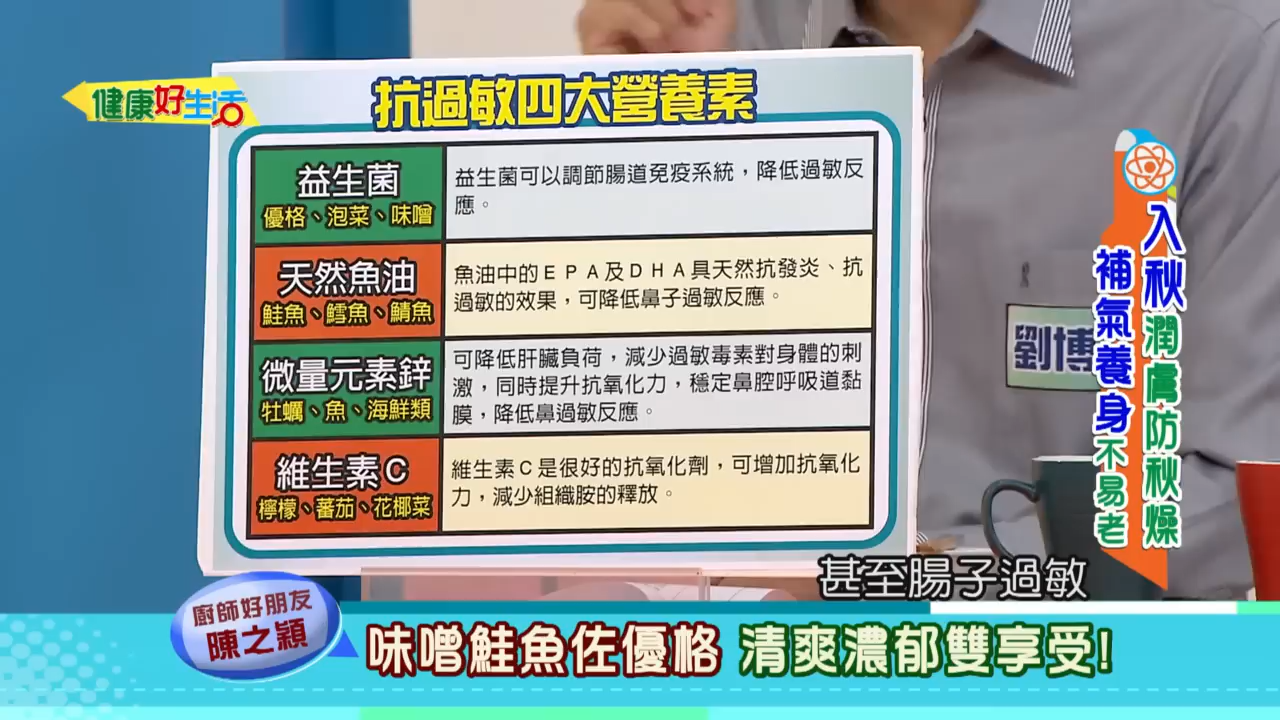 健康好生活
抗過敏四大營養素
益生菌
優格、泡菜、味噌
益生菌可以調節腸道免疫系統，降低過敏反
應。
天然魚油
鮭魚、鱈魚、鯖魚
魚油中的EPA及DHA具天然抗發炎、抗
過敏的效果，可降低鼻子過敏反應。
微量元素鋅
牡蠣、魚、海鮮類
可降低肝臟負荷，減少過敏毒素對身體的刺
激，同時提升抗氧化力，穩定鼻腔呼吸道黏
膜，降低鼻過敏反應。
維生素C
檸檬、蕃茄、花椰菜
維生素C是很好的抗氧化劑，可增加抗氧化
力，減少組織胺的釋放。
入秋潤膚防秋燥
補氣養身不易老
劉博
甚至腸子過敏
廚師好朋友
陳之穎
味噌鮭魚佐優格 清爽濃郁雙享受!